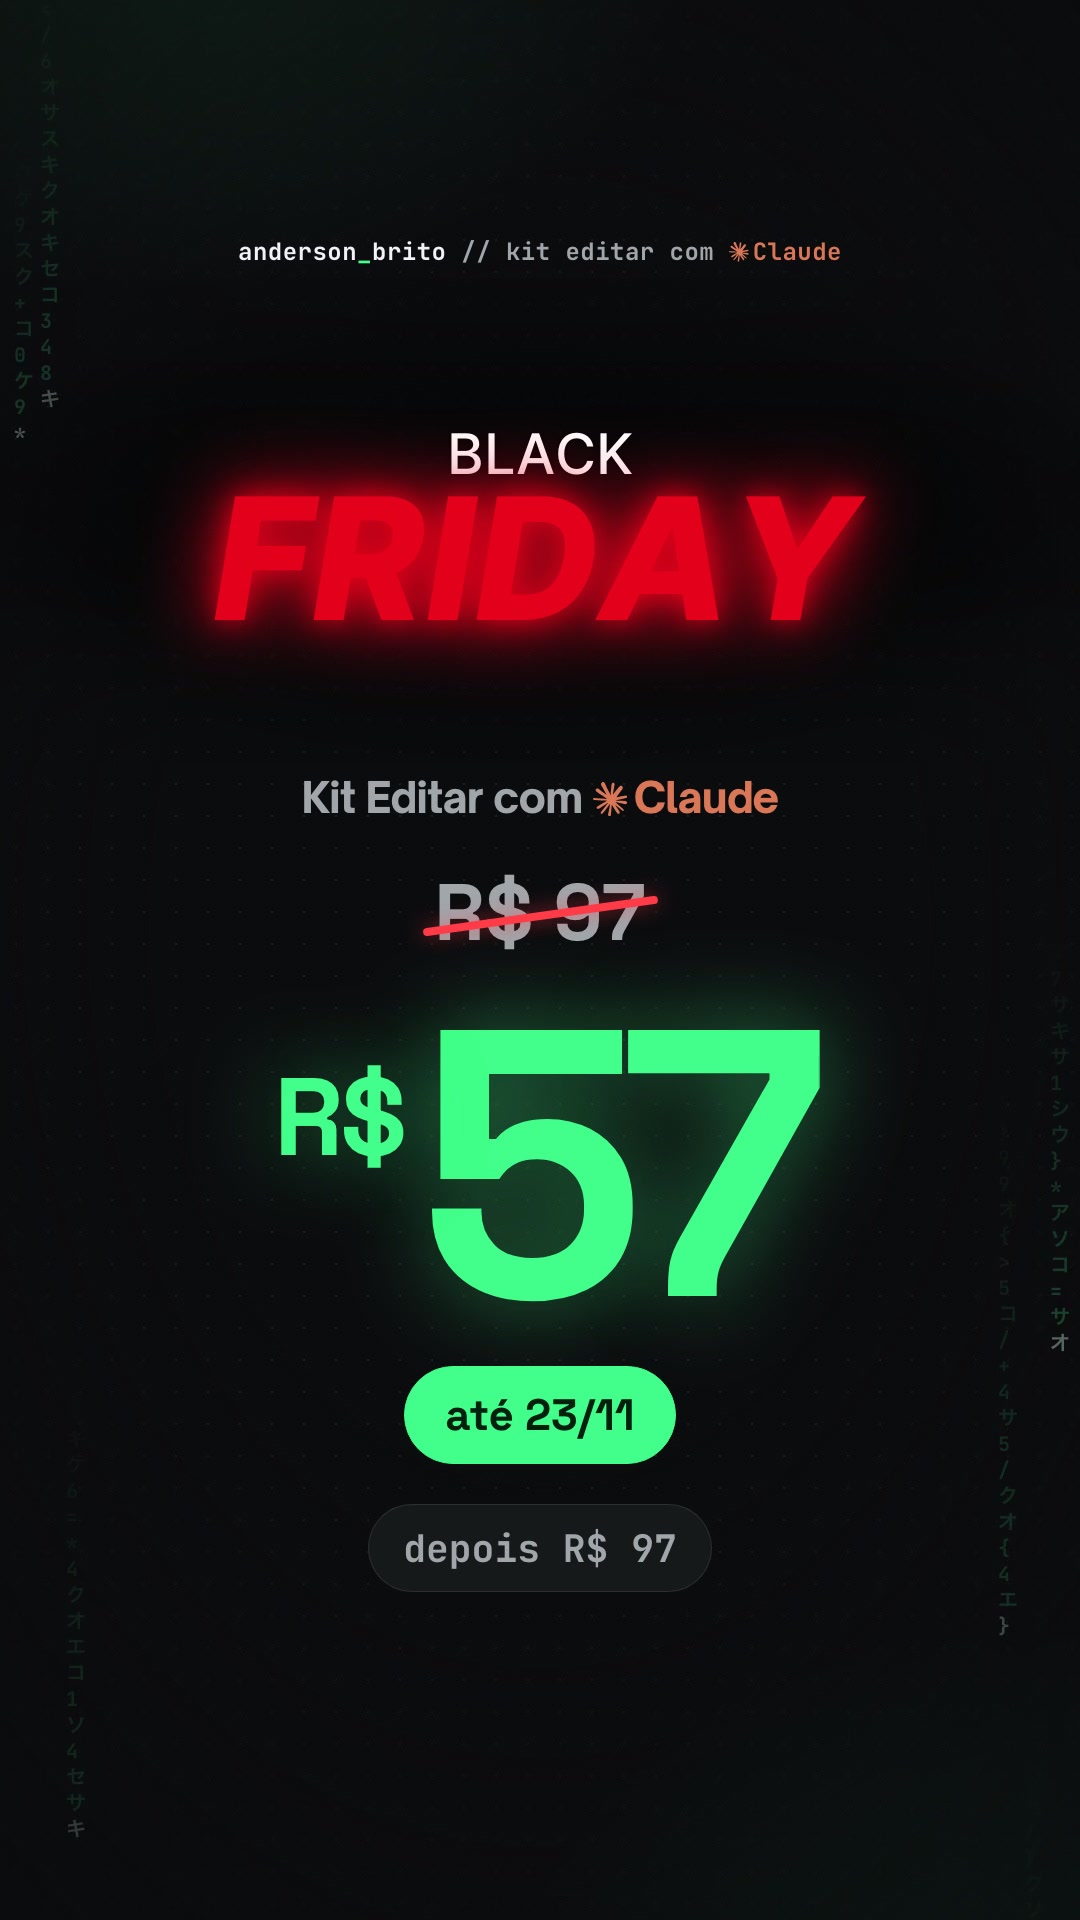 anderson_brito // kit editar com Claude
BLACK
FRIDAY
Kit Editar com Claude
R$ 97
R$ 57
até 23/11
depois R$ 97